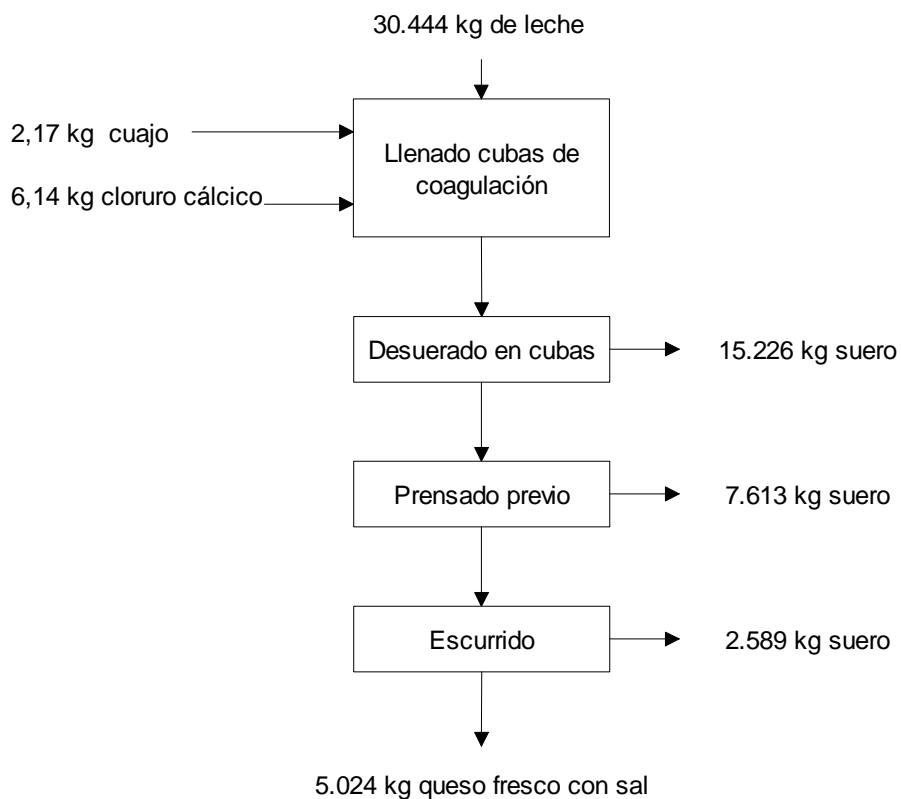 30.444 kg de leche
2,17 kg cuajo
6,14 kg cloruro cálcico
Llenado cubas de
coagulación
Desuerado en cubas
15.226 kg suero
Prensado previo
7.613 kg suero
Escurrido
2.589 kg suero
5.024 kg queso fresco con sal